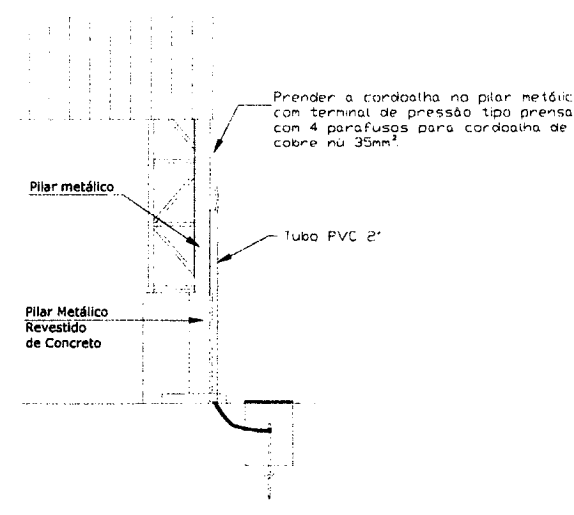 Prender a cordoalha no pilar metálic
com terminal de pressão tipo prensa
com 4 parafusos para cordoalha de
cobre nù 35mm².
Pilar metálico
Tubo PVC 2"
Pilar Metálico
Revestido
de Concreto